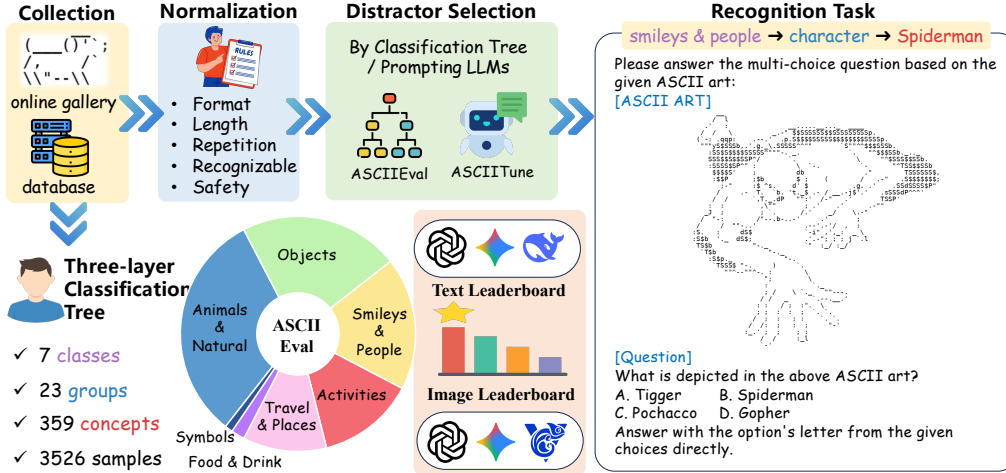 Collection
online gallery
database
Normalization
RULES
• Format
• Length
• Repetition
• Recognizable
• Safety
Distractor Selection
By Classification Tree
/ Prompting LLMs
ASCIIEval
ASCIITune
Three-layer
Classification
Tree
✓ 7 classes
✓ 23 groups
✓ 359 concepts
✓ 3526 samples
Objects
Smileys
&
People
Activities
Travel
& Places
Food & Drink
Symbols
Animals
&
Natural
ASCII
Eval
Text Leaderboard
Image Leaderboard
Recognition Task
smileys & people → character → Spiderman
Please answer the multi-choice question based on the
given ASCII art:
[ASCII ART]
[Question]
What is depicted in the above ASCII art?
A. Tigger B. Spiderman
C. Pochacco D. Gopher
Answer with the option's letter from the given
choices directly.